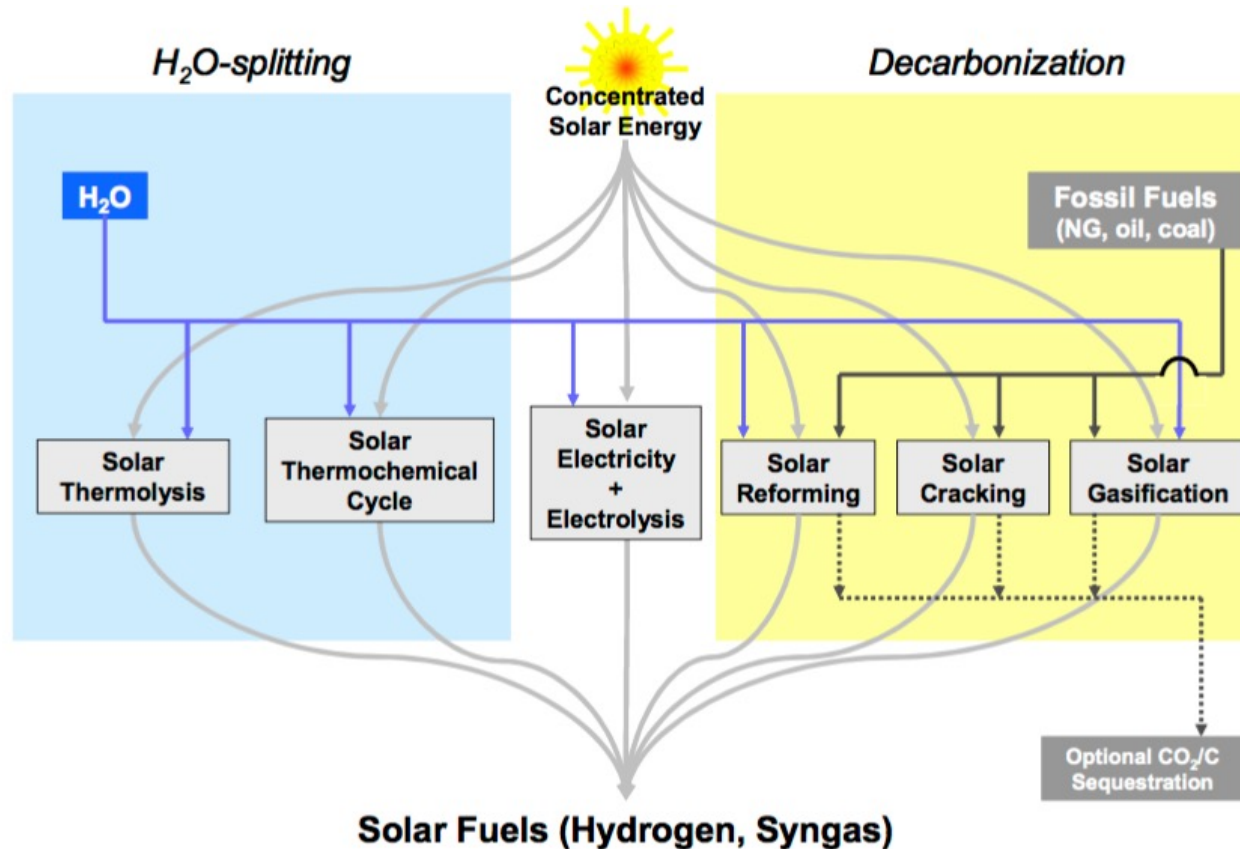 H₂O-splitting
Concentrated
Solar Energy
Decarbonization
H₂O
Fossil Fuels
(NG, oil, coal)
Solar
Thermolysis
Solar
Thermochemical
Cycle
Solar
Electricity
+
Electrolysis
Solar
Reforming
Solar
Cracking
Solar
Gasification
Optional CO₂/C
Sequestration
Solar Fuels (Hydrogen, Syngas)